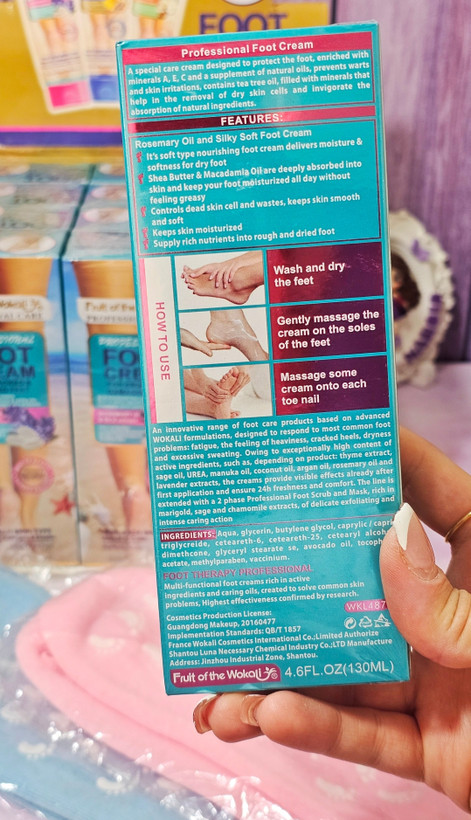 FOOT
Professional Foot Cream
A special care cream designed to protect the foot, enriched with
minerals A, E, C and a supplement of natural oils, prevents warts
and skin irritations, contains tea tree oil, filled with minerals that
help in the removal of dry skin cells and invigorate the
absorption of natural ingredients.
FEATURES:
Rosemary Oil and Silky Soft Foot Cream
It's soft type nourishing foot cream delivers moisture &
softness for dry foot
Shea Butter & Macadamia Oil are deeply absorbed into
skin and keep your foot moisturized all day without
feeling greasy
Controls dead skin cell and wastes, keeps skin smooth
and soft
Keeps skin moisturized
Supply rich nutrients into rough and dried foot
HOW TO USE
Wash and dry
the feet
Gently massage the
cream on the soles
of the feet
Massage some
cream onto each
toe nail
An innovative range of foot care products based on advanced
WOKALI formulations, designed to respond to most common foot
problems: fatigue, the feeling of heaviness, cracked heels, dryness
and excessive sweating. Owing to exceptionally high content of
active ingredients, such as, depending on product: thyme extract,
sage oil, UREA, manuka oil, coconut oil, argan oil, rosemary oil and
lavender extracts, the creams provide visible effects already after
first application and ensure 24h freshness and comfort. The line is
extended with a 2 phase Professional Foot Scrub and Mask, rich in
marigold, sage and chamomile extracts, of delicate exfoliating and
intense caring action
INGREDIENTS: Aqua, glycerin, butylene glycol, caprylic / capric
triglycreide, ceteareth-6, ceteareth-25, cetearyl alcoho
dimethcone, glyceryl stearate se, avocado oil, tocoph
acetate, methylparaben, vaccinium.
FOOT THERAPY PROFESSIONAL
Multi-functional foot creams rich in active
ingredients and caring oils, created to solve common skin
problems, Highest effectiveness confirmed by research.
WKL487
Cosmetics Production License:
Guangdong Makeup, 20160477
Implementation Standards: QB/T 1857
France Wokali Cosmetics International Co.;Limited Authorize
Shantou Luna Necessary Chemical Industry Co.;LTD Manufacture
Address: Jinzhou Industrial Zone, Shantou.
Fruit of the Wokali 4.6FL.OZ(130ML)